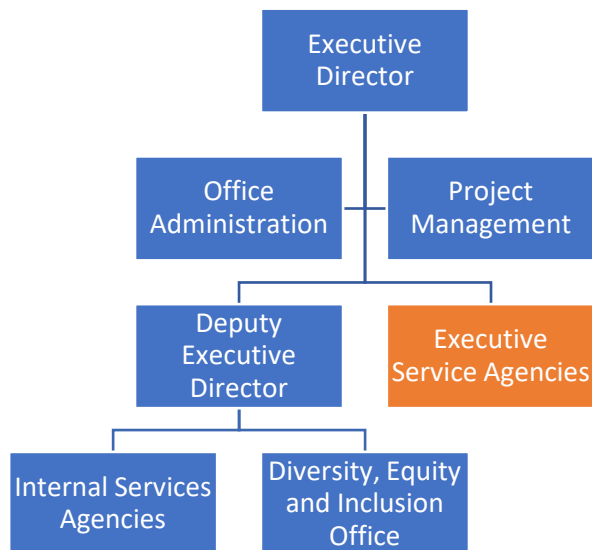 Executive
Director
Office
Administration
Project
Management
Deputy
Executive
Director
Executive
Service Agencies
Internal Services
Agencies
Diversity, Equity
and Inclusion
Office